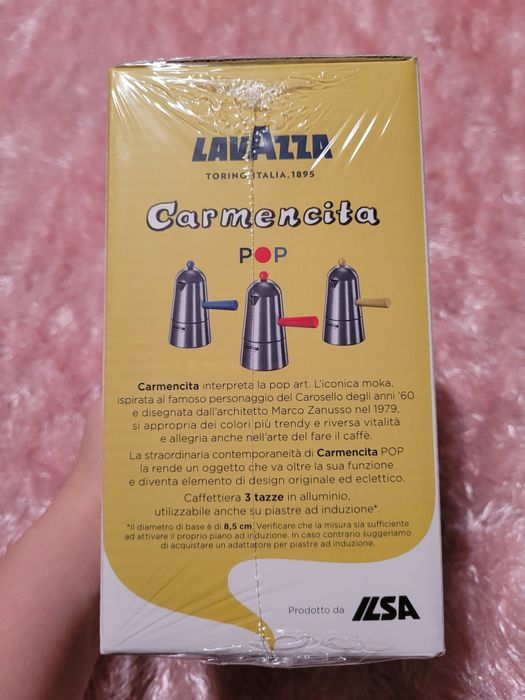 LAVAZZA
TORINO, ITALIA, 1895
Carmencita
POP
Carmencita interpreta la pop art. L'iconica moka,
ispirata al famoso personaggio del Carosello degli anni '60
e disegnata dall'architetto Marco Zanusso nel 1979,
si appropria dei colori più trendy e riversa vitalità
e allegria anche nell'arte del fare il caffè.
La straordinaria contemporaneità di Carmencita POP
la rende un oggetto che va oltre la sua funzione
e diventa elemento di design originale ed eclettico.
Caffettiera 3 tazze in alluminio,
utilizzabile anche su piastre ad induzione*.
*Il diametro di base è di 8,5 cm. Verificare che la misura sia sufficiente
ad attivare il proprio piano ad induzione. In caso contrario suggeriamo
di acquistare un adattatore per piastre ad induzione.
Prodotto da ILSA